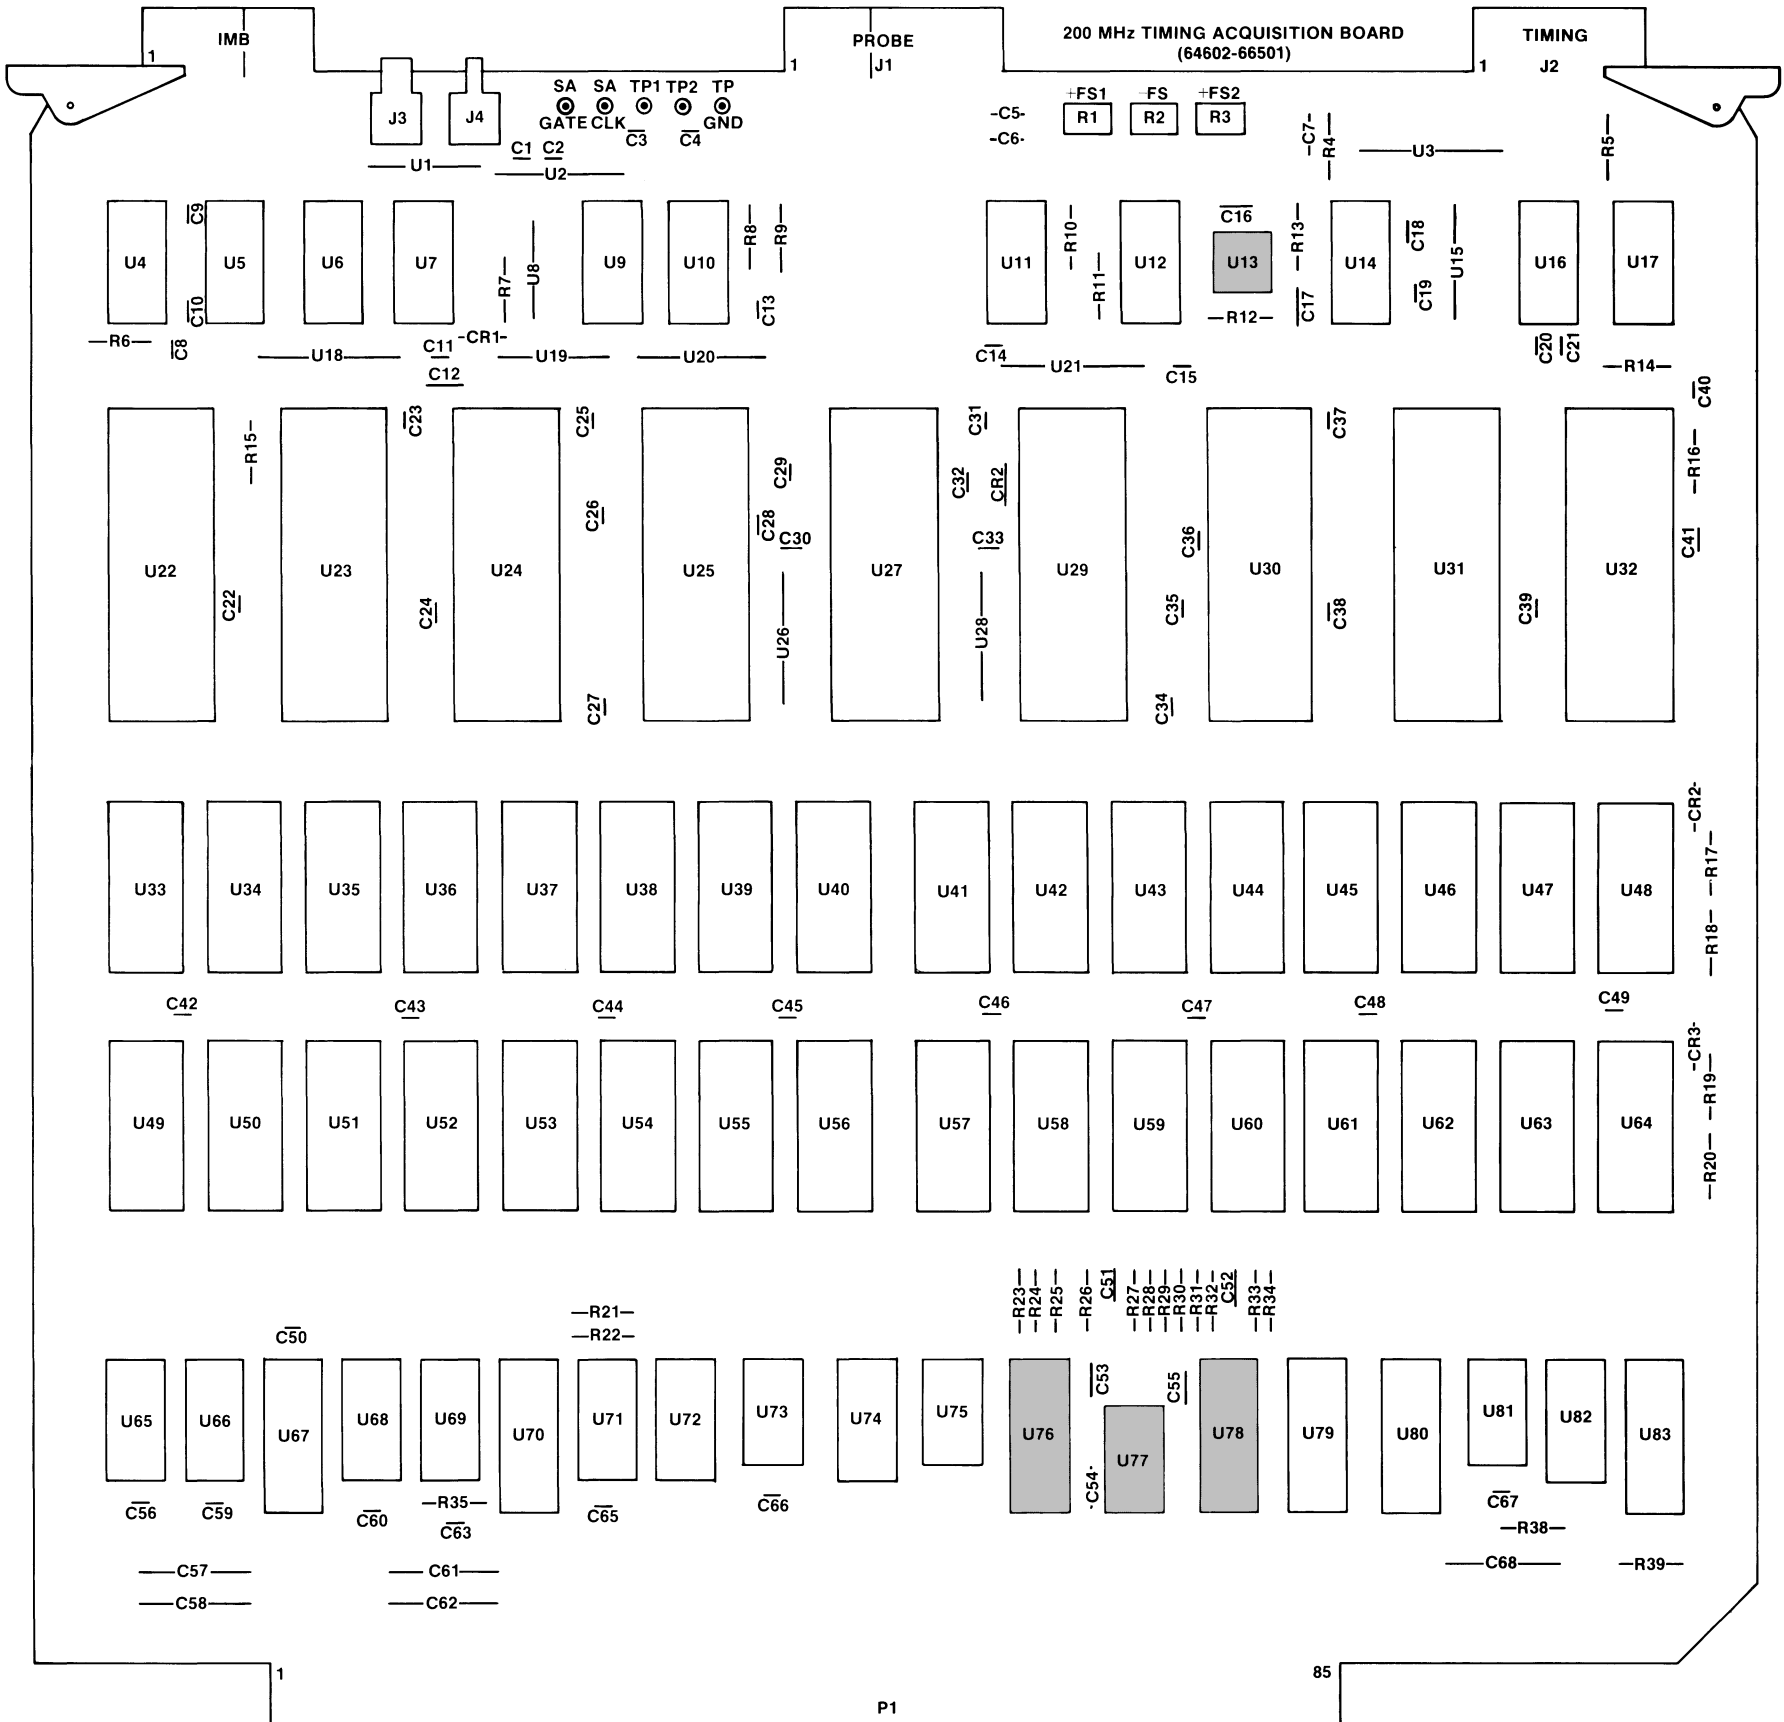 IMB
PROBE
200 MHz TIMING ACQUISITION BOARD
(64602-66501)
TIMING
1
1
J1
1
J2
SA SA TP1 TP2 TP
+FS1 -FS +FS2
J3 J4
GATE CLK GND
R1 R2 R3
-C5-
-C6-
C3 C4
C7 R4 U3 R5
C1 C2
U1
U2
C9 R8 R9 R10 C16 R13 C18 U15
U4 U5 U6 U7 R7 U8 U9 U10 U11 R11 U12 U13 U14 C19 U16 U17
C10 C13 R12 C17
R6 C8 U18 C11 -CR1- U19 U20 C14 U21 C15 C20 C21 R14
C12
C40
C23 C25 C31 C37
R15 C29 C32 CR2 R16
C26 C28 C30 C33 C36 C41
U22 U23 U24 U25 U27 U29 U30 U31 U32
C22 C24 U26 U28 C35 C38 C39
C27 C34
-CR2-
U33 U34 U35 U36 U37 U38 U39 U40 U41 U42 U43 U44 U45 U46 U47 U48 R17
R18
C42 C43 C44 C45 C46 C47 C48 C49
-CR3-
R19
U49 U50 U51 U52 U53 U54 U55 U56 U57 U58 U59 U60 U61 U62 U63 U64
R20
R23 R24 R25 R26 C51 R27 R28 R29 R30 R31 R32 C52 R33 R34
R21
C50 R22
C53 C55
U65 U66 U67 U68 U69 U70 U71 U72 U73 U74 U75 U76 U77 U78 U79 U80 U81 U82 U83
-C54-
C56 C59 C60 R35 C63 C65 C66 C67
R38
C57 C61 C68 R39
C58 C62
1 85
P1